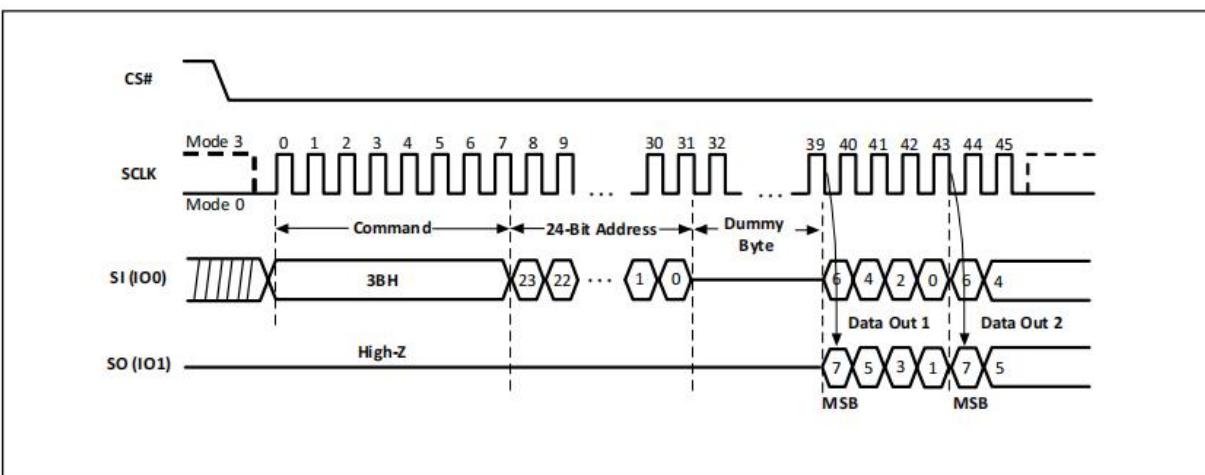 CS#
Mode 3
0 1 2 3 4 5 6 7 8 9 30 31 32 39 40 41 42 43 44 45
SCLK
... ...
Mode 0
Command 24-Bit Address Dummy Byte
SI (IO0) 3BH 23 22 ... 1 0 6 4 2 0 6 4
Data Out 1 Data Out 2
High-Z
SO (IO1) 7 5 3 1 7 5
MSB MSB